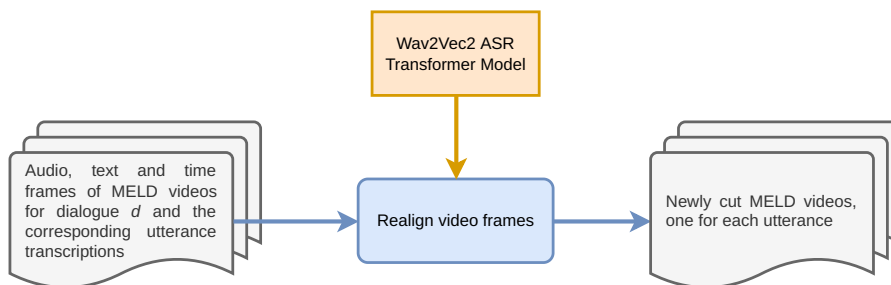 Wav2Vec2 ASR
Transformer Model
Audio, text and time
frames of MELD videos
for dialogue d and the
corresponding utterance
transcriptions
Realign video frames
Newly cut MELD videos,
one for each utterance